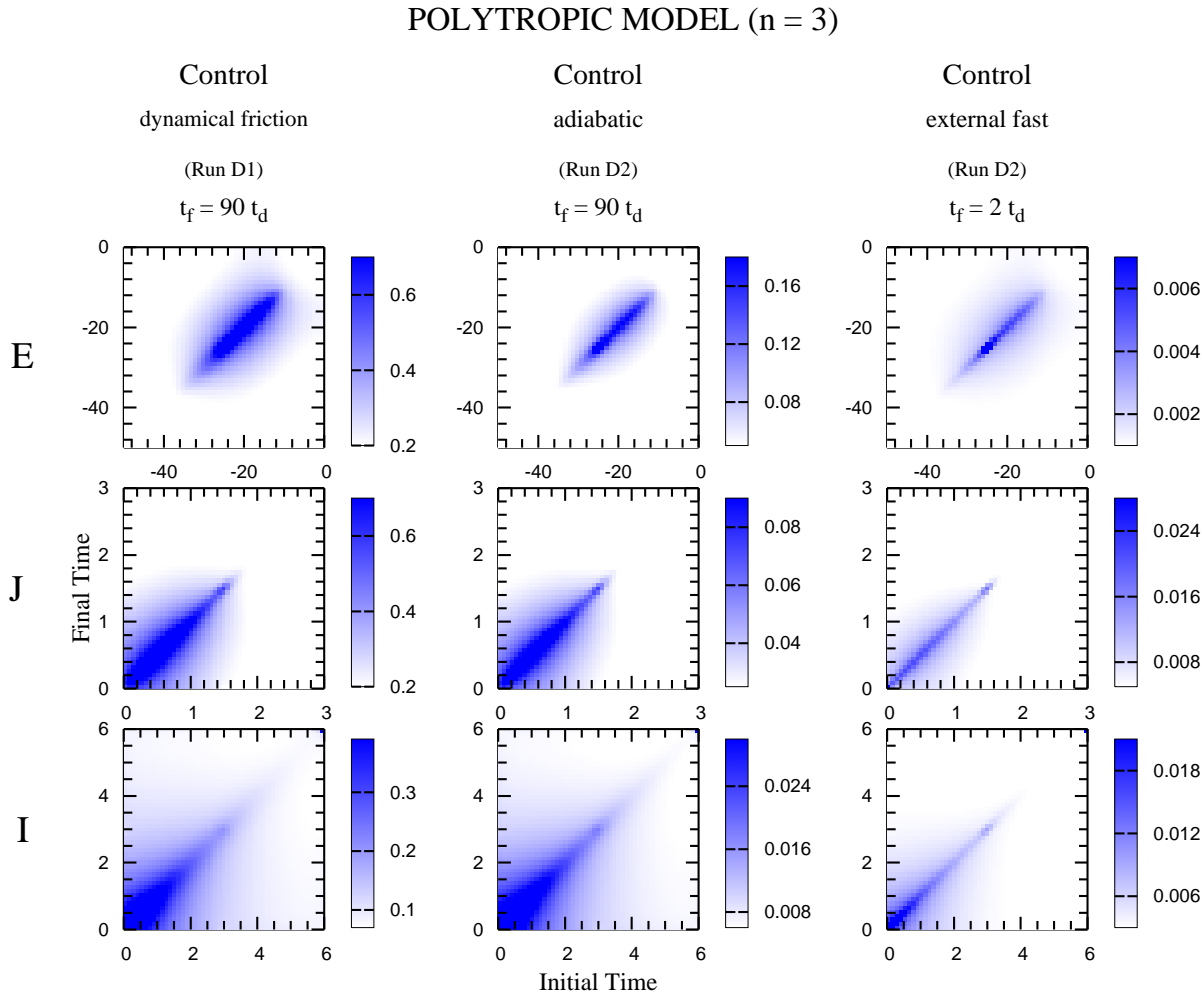 POLYTROPIC MODEL (n = 3)
Control Control Control
dynamical friction adiabatic external fast
(Run D1) (Run D2) (Run D2)
t_f = 90 t_d t_f = 90 t_d t_f = 2 t_d
E
0 -20 -40
-40 -20 0
0.6 0.4 0.2
0 -20 -40
-40 -20 0
0.16 0.12 0.08
0 -20 -40
-40 -20 0
0.006 0.004 0.002
J
Final Time
3 2 1 0
0 1 2 3
0.6 0.4 0.2
3 2 1 0
0 1 2 3
0.08 0.06 0.04
3 2 1 0
0 1 2 3
0.024 0.016 0.008
I
6 4 2 0
0 2 4 6
0.3 0.2 0.1
6 4 2 0
0 2 4 6
0.024 0.016 0.008
6 4 2 0
0 2 4 6
0.018 0.012 0.006
Initial Time